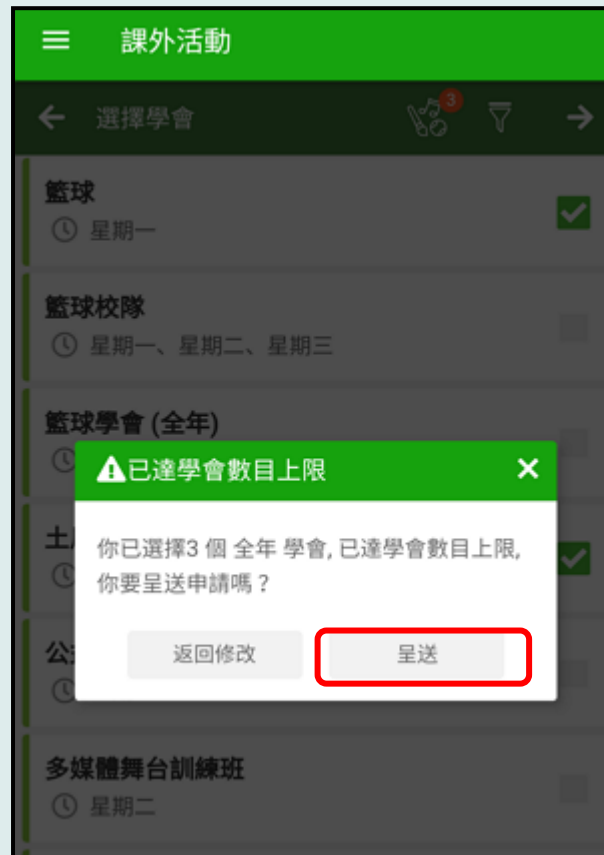 課外活動
選擇學會
3
籃球
星期一
籃球校隊
星期一、星期二、星期三
籃球學會 (全年)
已達學會數目上限
你已選擇3 個 全年 學會, 已達學會數目上限,
你要呈送申請嗎？
返回修改
呈送
多媒體舞台訓練班
星期二